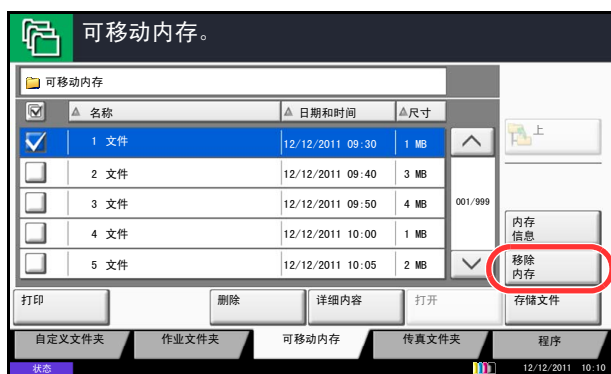 可移动内存。
可移动内存
名称 日期和时间 尺寸
1 文件 12/12/2011 09:30 1 MB
上
2 文件 12/12/2011 09:40 3 MB
3 文件 12/12/2011 09:50 4 MB 001/999
4 文件 12/12/2011 10:00 1 MB
内存
信息
5 文件 12/12/2011 10:05 2 MB
移除
内存
打印 删除 详细内容 打开 存储文件
自定义文件夹 作业文件夹 可移动内存 传真文件夹 程序
状态 12/12/2011 10:10